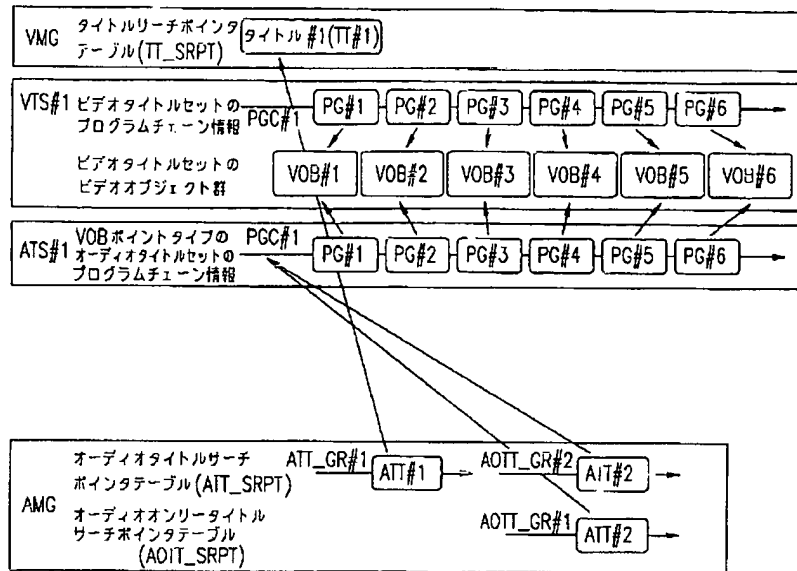 VMG タイトルリーチポインタ
テーブル(TT_SRPT)
タイトル#1(TT#1)
VTS#1 ビデオタイトルセットの
プログラムチェーン情報
PGC#1
PG#1 PG#2 PG#3 PG#4 PG#5 PG#6
ビデオタイトルセットの
ビデオオブジェクト群
VOB#1 VOB#2 VOB#3 VOB#4 VOB#5 VOB#6
ATS#1 VOBポイントタイプの
オーディオタイトルセットの
プログラムチェーン情報
PGC#1
PG#1 PG#2 PG#3 PG#4 PG#5 PG#6
AMG
オーディオタイトルサーチ
ポインタテーブル(AIT_SRPT)
ATT_GR#1 ATT#1 AOTT_GR#2 AIT#2
オーディオオンリータイトル
サーチポインタテーブル
(AOIT_SRPT)
AOTT_GR#1 ATT#2